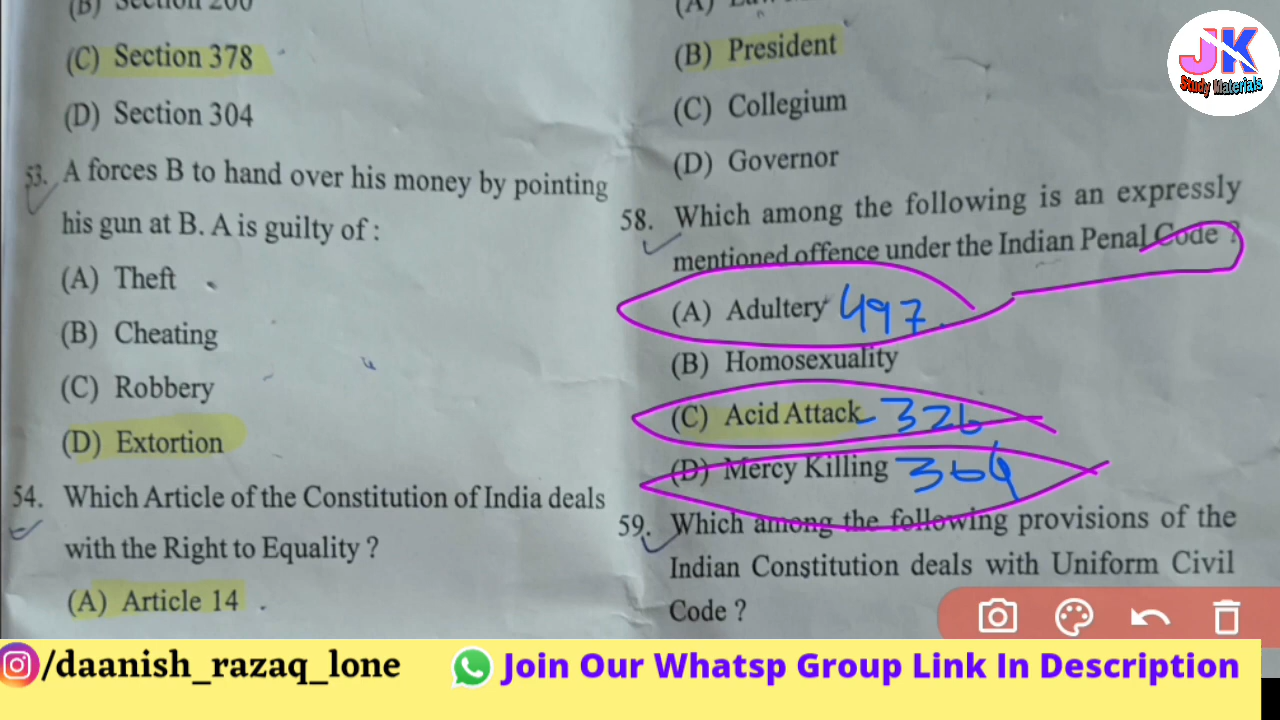 (B) Section 200
(C) Section 378
(D) Section 304
53. A forces B to hand over his money by pointing
his gun at B. A is guilty of :
(A) Theft
(B) Cheating
(C) Robbery
(D) Extortion
54. Which Article of the Constitution of India deals
with the Right to Equality ?
(A) Article 14
(A)
(B) President
(C) Collegium
(D) Governor
58. Which among the following is an expressly
mentioned offence under the Indian Penal Code ?
(A) Adultery 497
(B) Homosexuality
(C) Acid Attack 326
(D) Mercy Killing 304
59. Which among the following provisions of the
Indian Constitution deals with Uniform Civil
Code ?
JK
Study Materials
/daanish_razaq_lone
Join Our Whatsp Group Link In Description